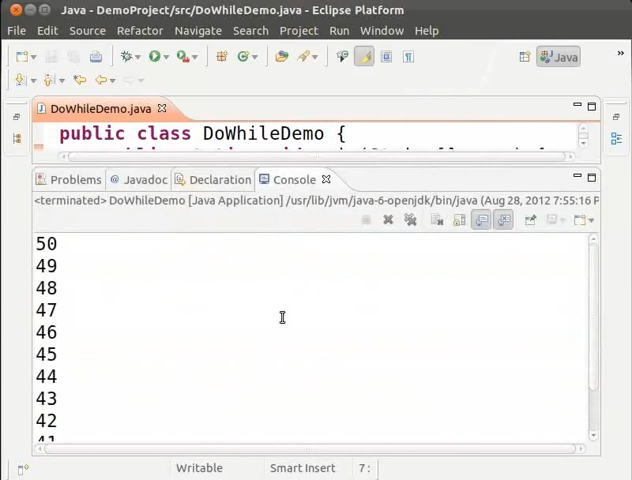 Java - DemoProject/src/DoWhileDemo.java - Eclipse Platform
File Edit Source Refactor Navigate Search Project Run Window Help
Java
DoWhileDemo.java
public class DoWhileDemo {
Problems Javadoc Declaration Console
<terminated> DoWhileDemo [Java Application] /usr/lib/jvm/java-6-openjdk/bin/java (Aug 28, 2012 7:55:16 P
50
49
48
47
46
45
44
43
42
41
Writable Smart Insert 7 :